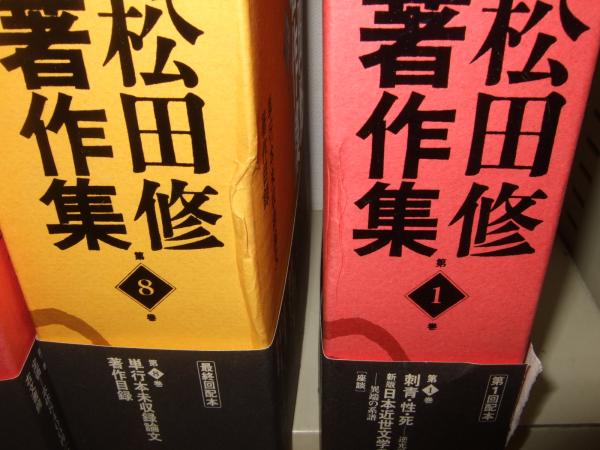 松田修
著作集
第
8
巻
最終回配本
第8巻
単行本未収録論文
著作目録
松田修
著作集
第
1
巻
第1回配本
第1巻
刺青・性・死
異端の系譜
新版日本近世文学
［座談］